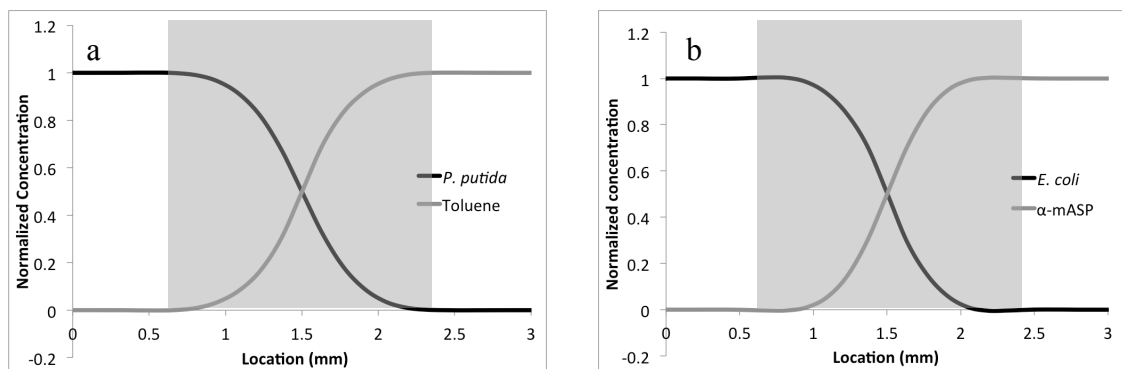 a
1.2
1
0.8
0.6
0.4
0.2
0
-0.2
Normalized Concentration
0 0.5 1 1.5 2 2.5 3
Location (mm)
P. putida
Toluene
b
1.2
1
0.8
0.6
0.4
0.2
0
-0.2
Normalized concentration
0 0.5 1 1.5 2 2.5 3
Location (mm)
E. coli
α-mASP